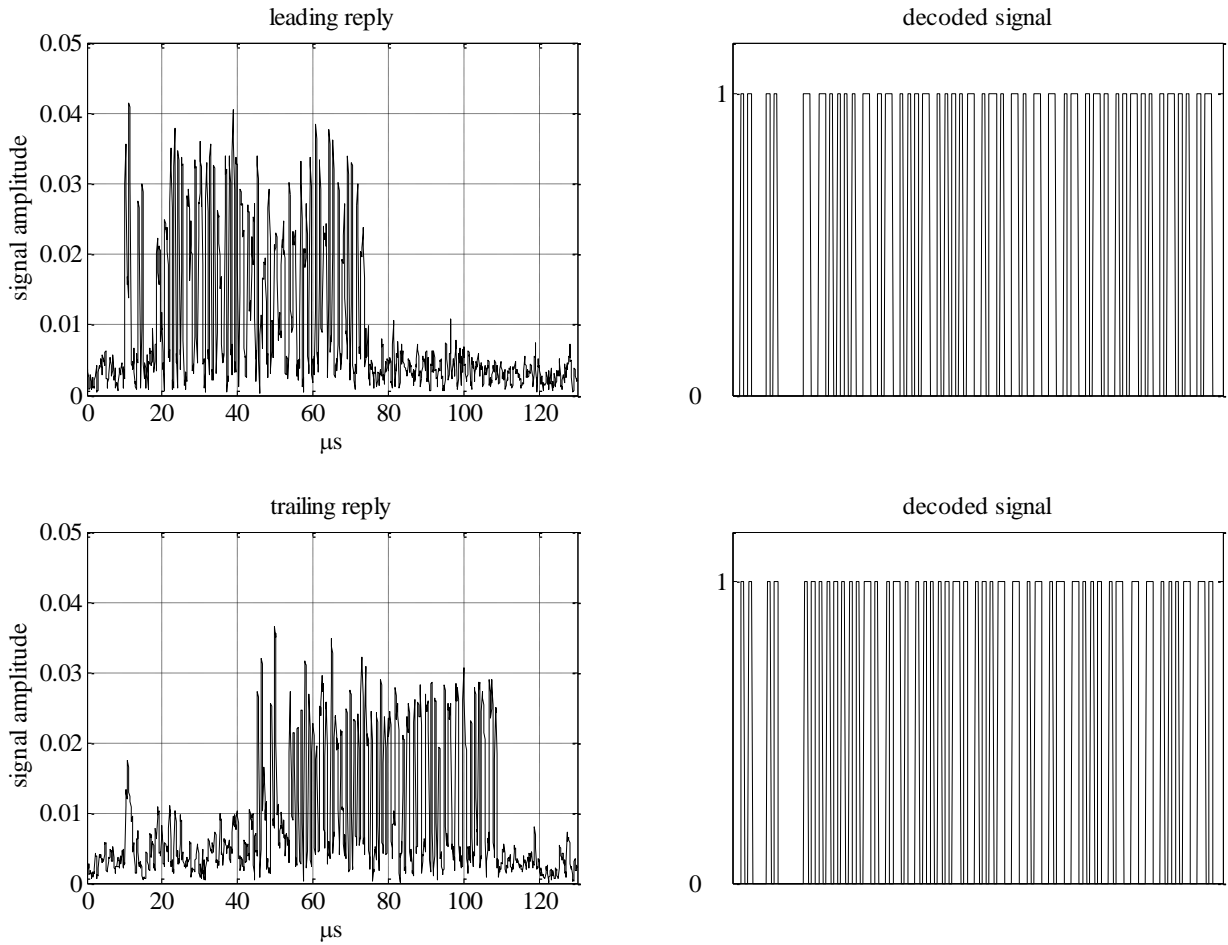 leading reply
decoded signal
0.05
0.04
0.03
0.02
0.01
0
signal amplitude
0 20 40 60 80 100 120
μs
1
0
trailing reply
decoded signal
0.05
0.04
0.03
0.02
0.01
0
signal amplitude
0 20 40 60 80 100 120
μs
1
0